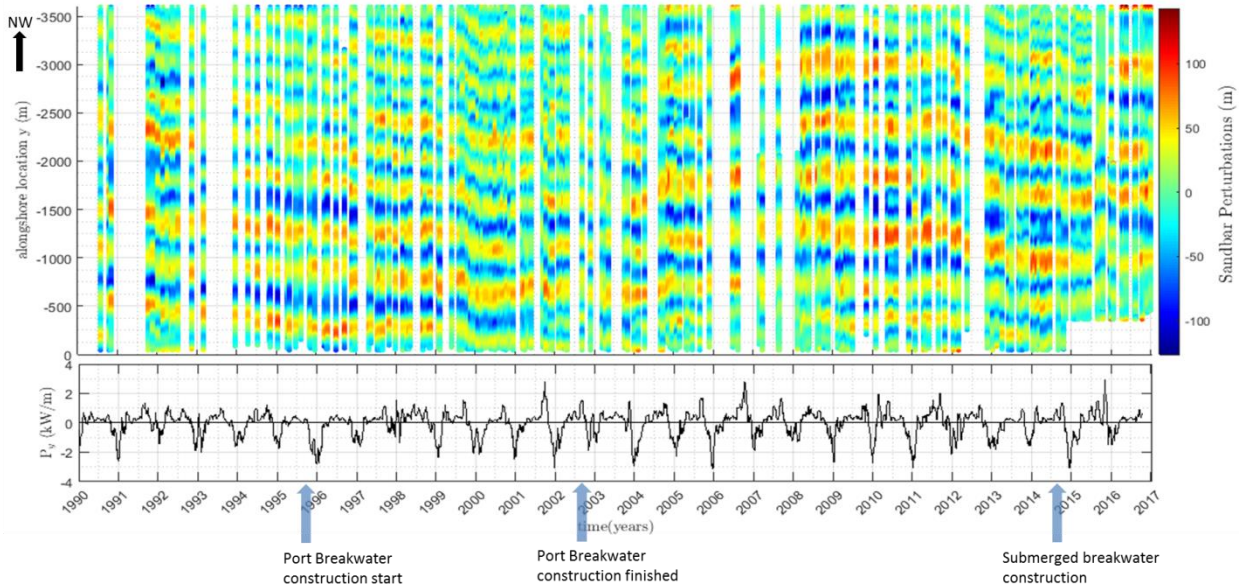 NW
alongshore location y (m)
-3500
-3000
-2500
-2000
-1500
-1000
-500
0
100
50
0
-50
-100
Sandbar Perturbations (m)
P_y (kW/m)
4
2
0
-2
-4
1990 1991 1992 1993 1994 1995 1996 1997 1998 1999 2000 2001 2002 2003 2004 2005 2006 2007 2008 2009 2010 2011 2012 2013 2014 2015 2016 2017
time(years)
Port Breakwater
construction start
Port Breakwater
construction finished
Submerged breakwater
construction